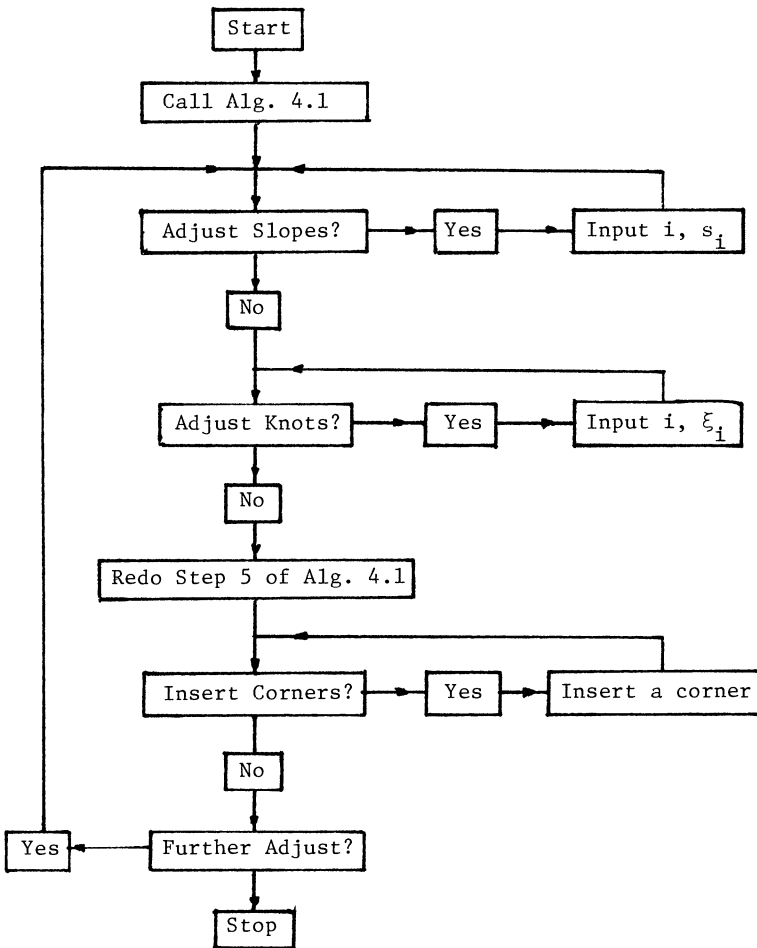 Start
Call Alg. 4.1
Adjust Slopes?
Yes
Input i, s_i
No
Adjust Knots?
Yes
Input i, ξ_i
No
Redo Step 5 of Alg. 4.1
Insert Corners?
Yes
Insert a corner
No
Yes
Further Adjust?
Stop